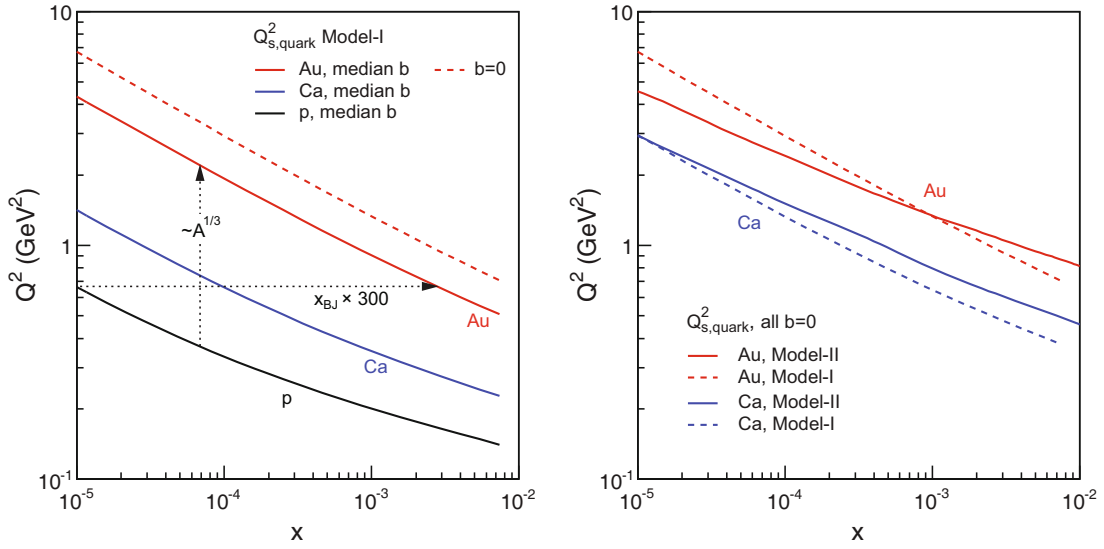 10
1
10⁻¹
Q² (GeV²)
Q²s,quark Model-I
Au, median b
b=0
Ca, median b
p, median b
~A^1/3
x_BJ × 300
Au
Ca
p
10⁻⁵
10⁻⁴
10⁻³
10⁻²
x
10
1
10⁻¹
Q² (GeV²)
Au
Ca
Q²s,quark, all b=0
Au, Model-II
Au, Model-I
Ca, Model-II
Ca, Model-I
10⁻⁵
10⁻⁴
10⁻³
10⁻²
x